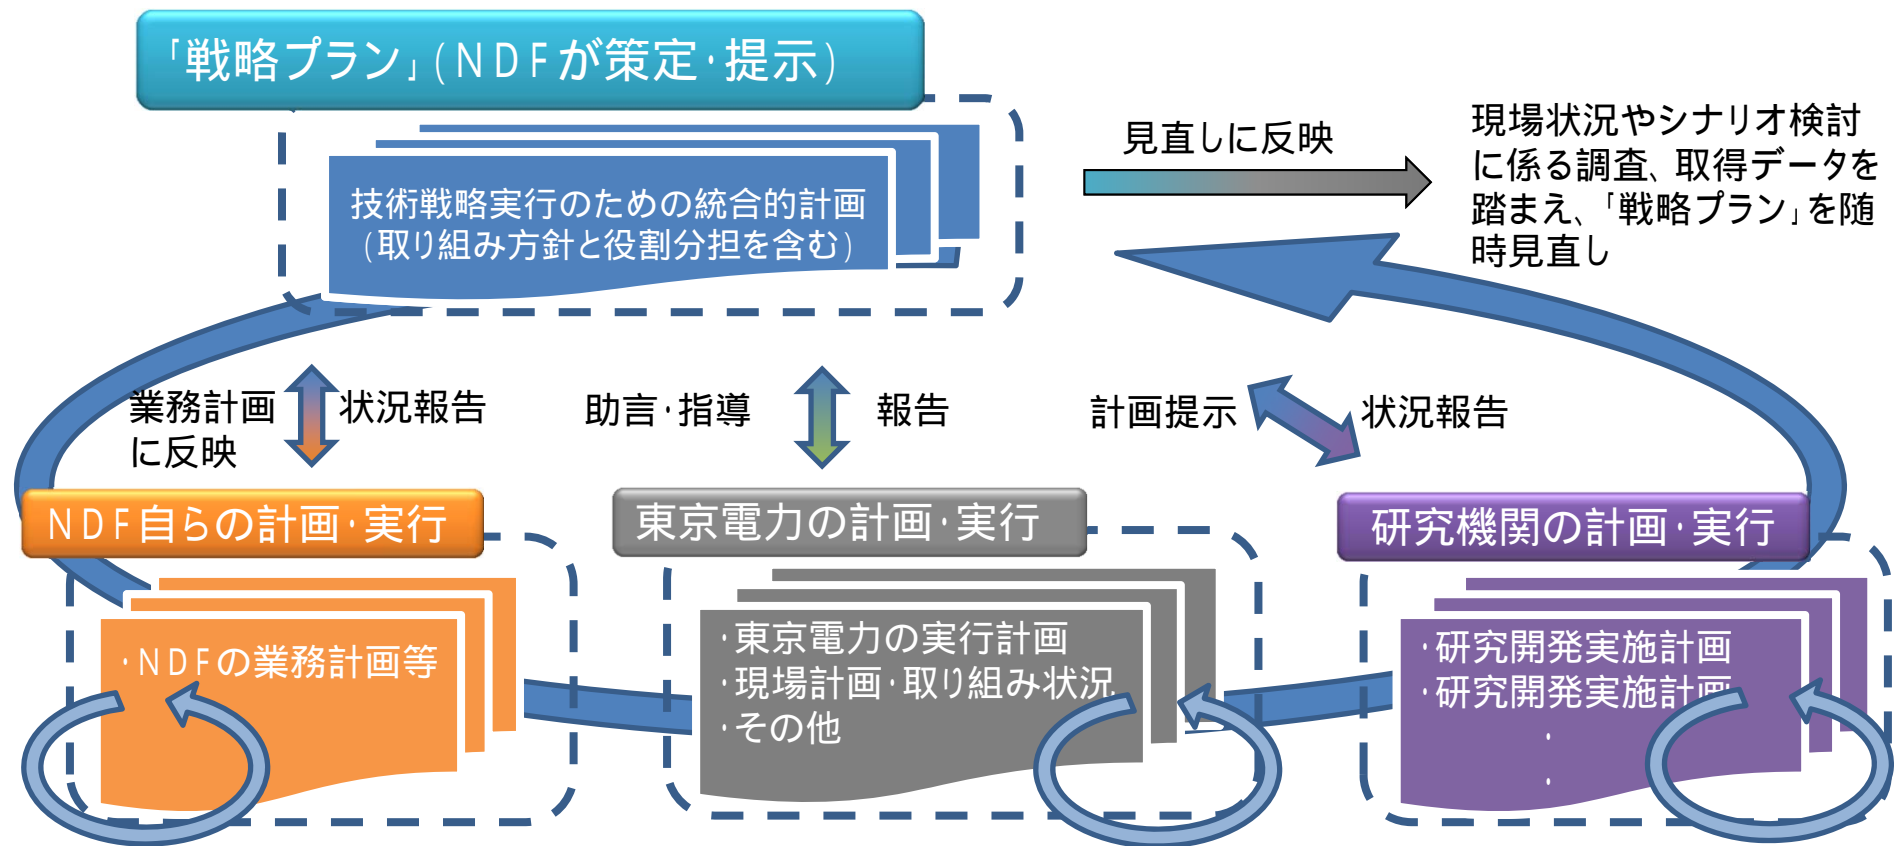 「戦略プラン」(NDFが策定・提示)
技術戦略実行のための統合的計画
(取り組み方針と役割分担を含む)
見直しに反映
現場状況やシナリオ検討
に係る調査、取得データを
踏まえ、「戦略プラン」を随
時見直し
業務計画
に反映
状況報告
助言・指導
報告
計画提示
状況報告
NDF自らの計画・実行
・NDFの業務計画等
東京電力の計画・実行
・東京電力の実行計画
・現場計画・取り組み状況
・その他
研究機関の計画・実行
・研究開発実施計画
・研究開発実施計画
・
・